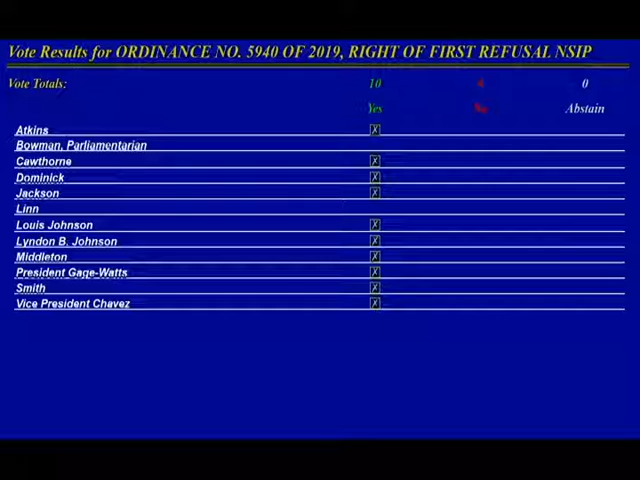 Vote Results for ORDINANCE NO. 5940 OF 2019, RIGHT OF FIRST REFUSAL NSIP
Vote Totals: 10 0
Yes No Abstain
Atkins
Bowman, Parliamentarian
Cawthorne
Dominick
Jackson
Linn
Louis Johnson
Lyndon B. Johnson
Middleton
President Gage-Watts
Smith
Vice President Chavez